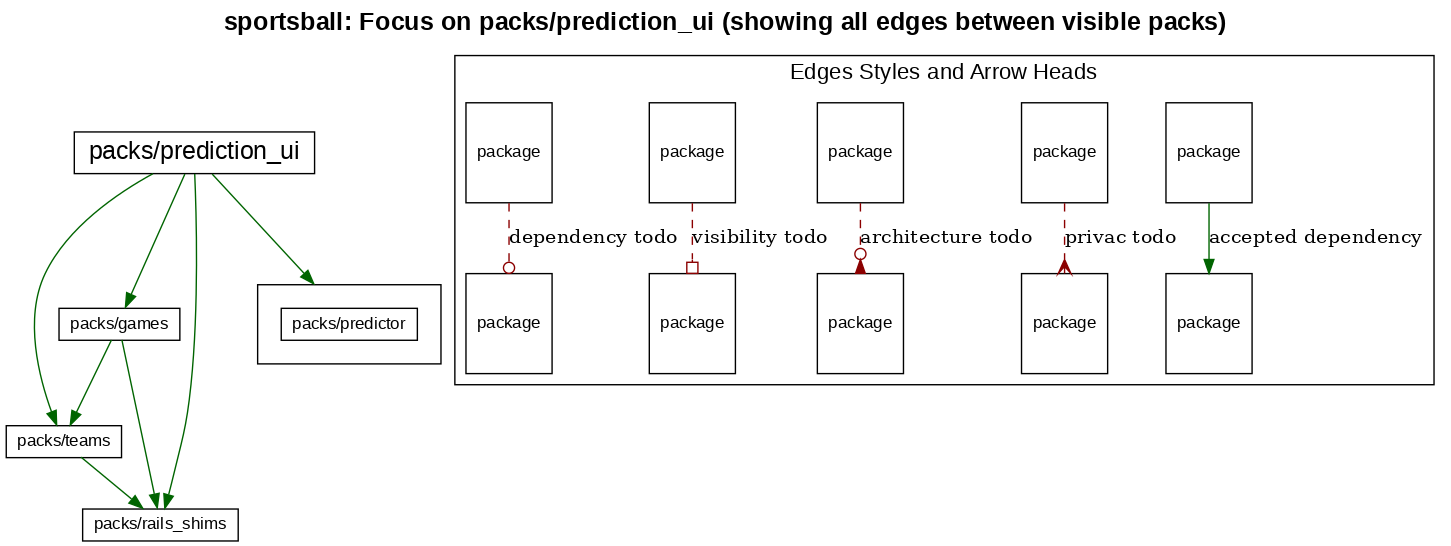 sportsball: Focus on packs/prediction_ui (showing all edges between visible packs)
Edges Styles and Arrow Heads
package package package package package
packs/prediction_ui
dependency todo visibility todo architecture todo privac todo accepted dependency
packs/games packs/predictor package package package package package
packs/teams
packs/rails_shims